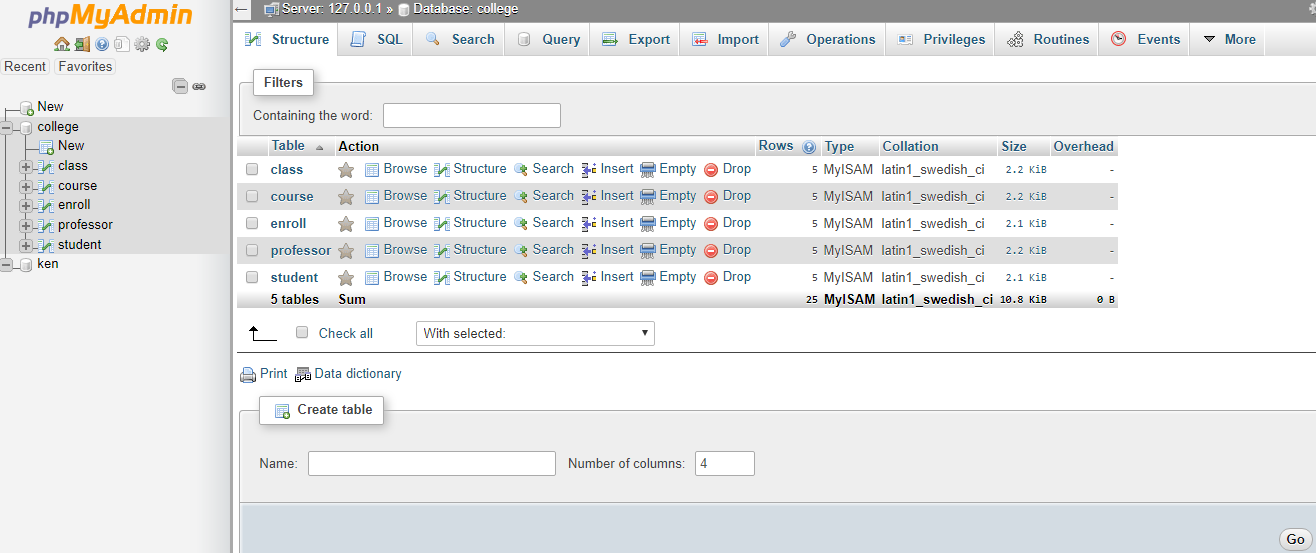 phpMyAdmin
Recent Favorites
New
college
New
class
course
enroll
professor
student
ken
Server: 127.0.0.1 » Database: college
Structure SQL Search Query Export Import Operations Privileges Routines Events More
Filters
Containing the word:
Table Action Rows Type Collation Size Overhead
class Browse Structure Search Insert Empty Drop 5 MyISAM latin1_swedish_ci 2.2 KiB -
course Browse Structure Search Insert Empty Drop 5 MyISAM latin1_swedish_ci 2.2 KiB -
enroll Browse Structure Search Insert Empty Drop 5 MyISAM latin1_swedish_ci 2.1 KiB -
professor Browse Structure Search Insert Empty Drop 5 MyISAM latin1_swedish_ci 2.2 KiB -
student Browse Structure Search Insert Empty Drop 5 MyISAM latin1_swedish_ci 2.1 KiB -
5 tables Sum 25 MyISAM latin1_swedish_ci 10.8 KiB 0 B
Check all With selected:
Print Data dictionary
Create table
Name: Number of columns: 4
Go